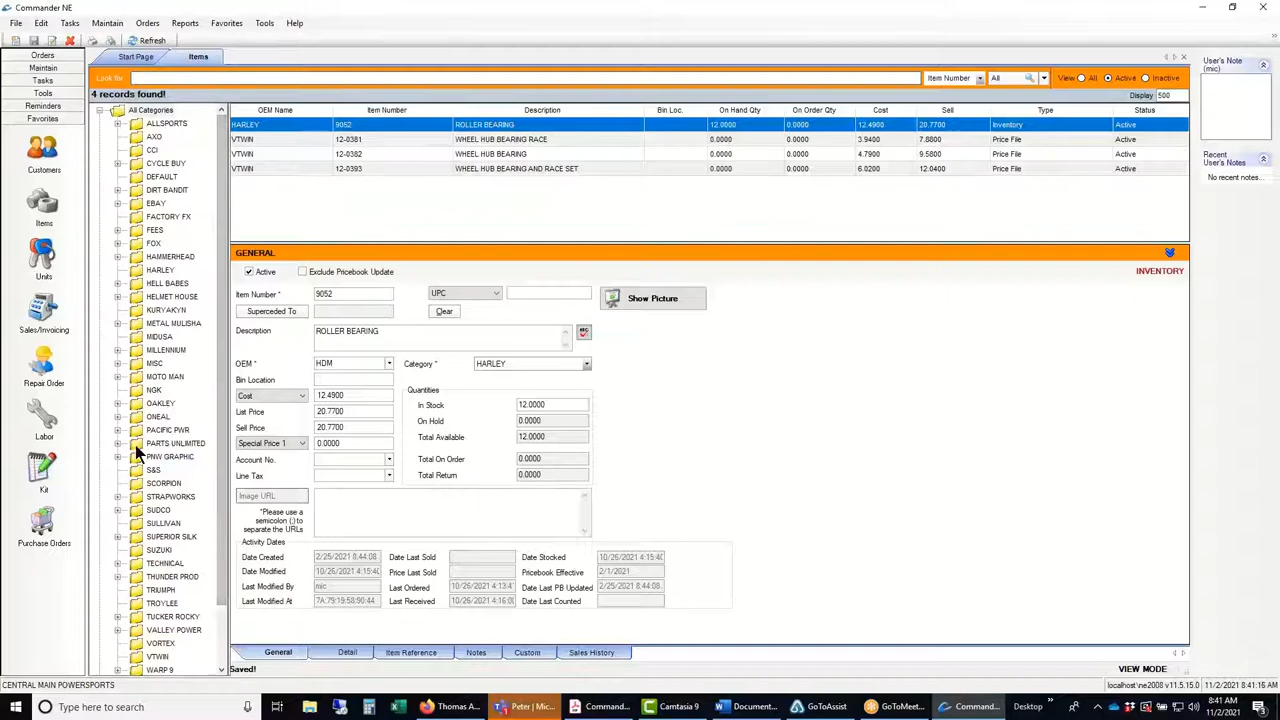 Commander NE
File Edit Tasks Maintain Orders Reports Favorites Tools Help
Refresh
Orders
Maintain
Tasks
Tools
Reminders
Favorites
Customers
Items
Units
Sales/Invoicing
Repair Order
Labor
Kit
Purchase Orders
Start Page Items
Look for Item Number All View All Active Inactive
4 records found! Display 500
All Categories
ALLSPORTS
AXO
CCI
CYCLE BUY
DEFAULT
DIRT BANDIT
EBAY
FACTORY FX
FEES
FOX
HAMMERHEAD
HARLEY
HELL BABES
HELMET HOUSE
KURYAKYN
METAL MULISHA
MIDUSA
MILLENNIUM
MISC
MOTO MAN
NGK
OAKLEY
ONEAL
PACIFIC PWR
PARTS UNLIMITED
PNW GRAPHIC
S&S
SCORPION
STRAPWORKS
SUDCO
SULLIVAN
SUPERIOR SILK
SUZUKI
TECHNICAL
THUNDER PROD
TRIUMPH
TROYLEE
TUCKER ROCKY
VALLEY POWER
VORTEX
VTWIN
WARP 9
OEM Name Item Number Description Bin Loc. On Hand Qty On Order Qty Cost Sell Type Status
HARLEY 9052 ROLLER BEARING 12.0000 0.0000 12.4900 20.7700 Inventory Active
VTWIN 12-0381 WHEEL HUB BEARING RACE 0.0000 0.0000 3.9400 7.8800 Price File Active
VTWIN 12-0382 WHEEL HUB BEARING 0.0000 0.0000 4.7900 9.5800 Price File Active
VTWIN 12-0393 WHEEL HUB BEARING AND RACE SET 0.0000 0.0000 6.0200 12.0400 Price File Active
GENERAL
Active Exclude Pricebook Update INVENTORY
Item Number * 9052 UPC Show Picture
Superceded To Clear
Description ROLLER BEARING
OEM * HDM Category * HARLEY
Bin Location
Cost 12.4900
List Price 20.7700
Sell Price 20.7700
Special Price 1 0.0000
Account No.
Line Tax
Quantities
In Stock 12.0000
On Hold 0.0000
Total Available 12.0000
Total On Order 0.0000
Total Return 0.0000
Image URL
*Please use a
semicolon (;) to
separate the URLs
Activity Dates
Date Created 2/25/2021 8:44:08 Date Last Sold Date Stocked 10/26/2021 4:15:4
Date Modified 10/26/2021 4:15:4 Price Last Sold Pricebook Effective 2/1/2021
Last Modified By mic Last Ordered 10/26/2021 4:13:4 Date Last PB Updated 2/25/2021 8:44:08
Last Modified At 7A:79:19:58:90:44 Last Received 10/26/2021 4:16:0 Date Last Counted
General Detail Item Reference Notes Custom Sales History
Saved! VIEW MODE
User's Note
(mic)
Recent
User's Notes
No recent notes...
CENTRAL MAIN POWERSPORTS localhost\ne2008 v11.5.15.0 11/2/2021 8:41:16 AM
Type here to search Thomas A... Peter | Mic... Comman... Camtasia 9 Document... GoToAssist GoToMeet... Comman... Desktop 8:41 AM
11/2/2021